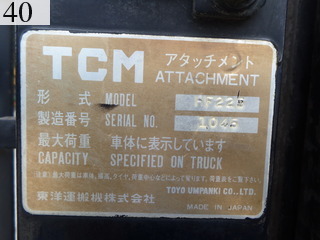 40
TCM アタッチメント
ATTACHMENT
形式 MODEL
製造番号 SERIAL NO. 1046
最大荷重 車体に表示しています
CAPACITY SPECIFIED ON TRUCK
東洋運搬機株式会社 TOYO UMPANKI CO., LTD.
MADE IN JAPAN